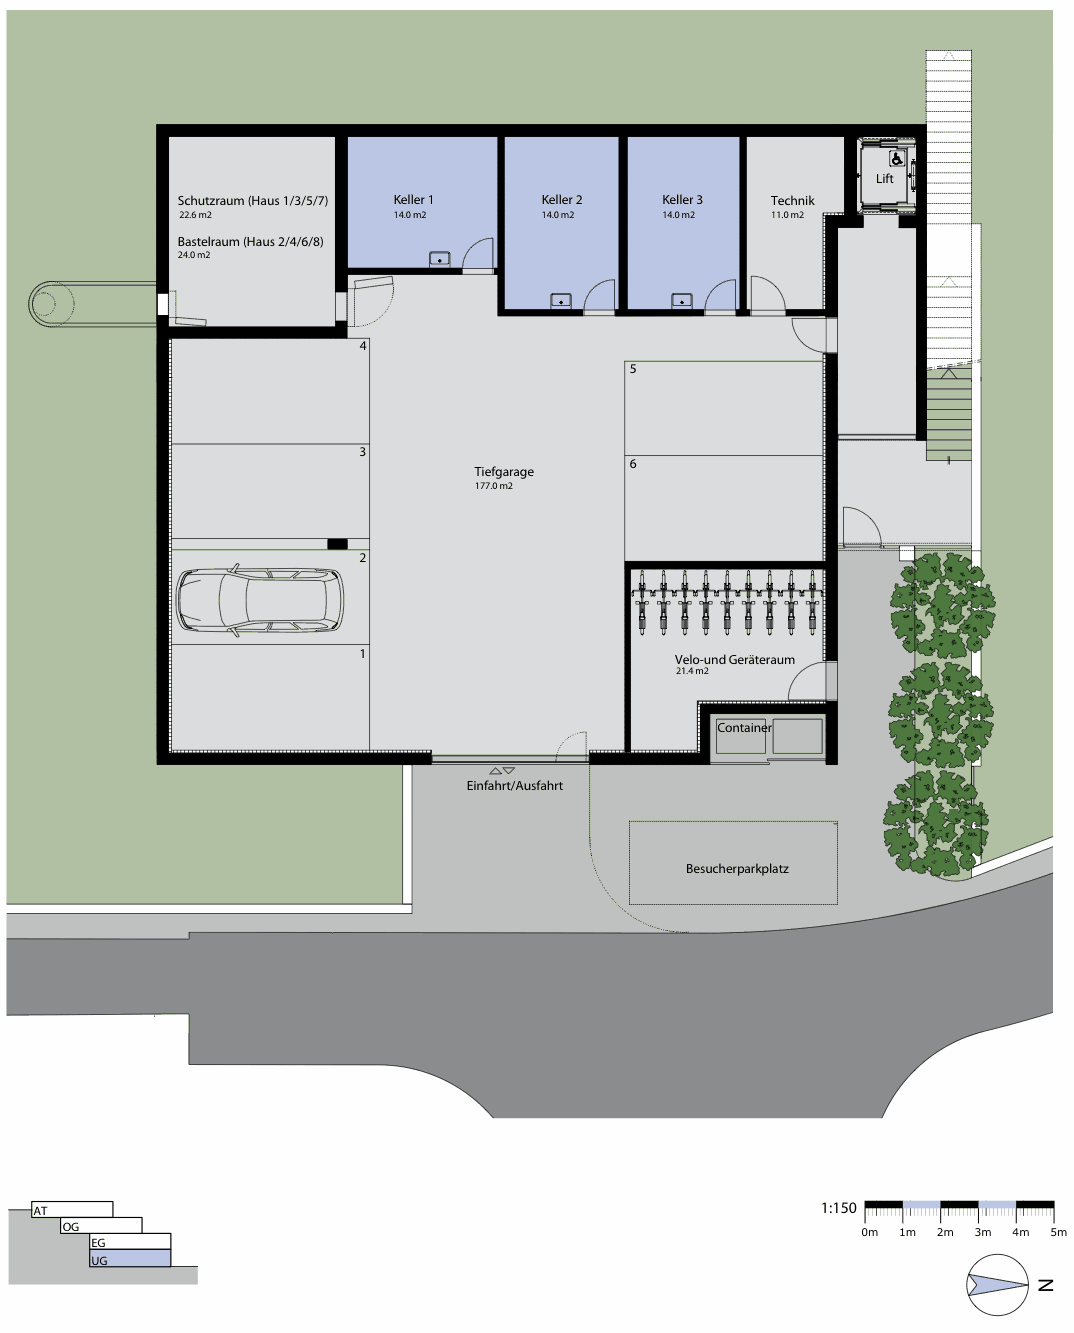 Schutzraum (Haus 1/3/5/7)
22.6 m2
Bastelraum (Haus 2/4/6/8)
24.0 m2
Keller 1
14.0 m2
Keller 2
14.0 m2
Keller 3
14.0 m2
Technik
11.0 m2
Lift
4
3
2
1
5
6
Tiefgarage
177.0 m2
Velo-und Geräteraum
21.4 m2
Container
Einfahrt/Ausfahrt
Besucherparkplatz
AT
OG
EG
UG
1:150
0m 1m 2m 3m 4m 5m
N